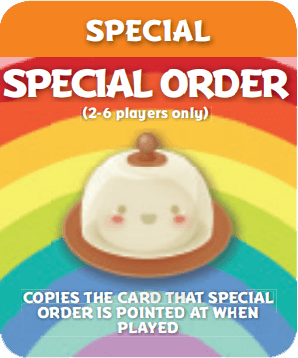 SPECIAL
SPECIAL ORDER
(2-6 players only)
COPIES THE CARD THAT SPECIAL
ORDER IS POINTED AT WHEN
PLAYED